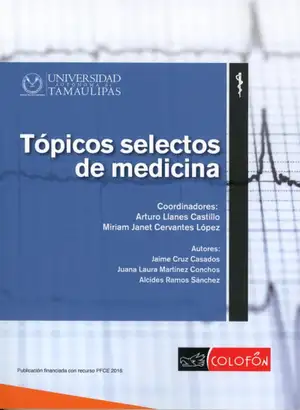 UNIVERSIDAD
AUTÓNOMA DE
TAMAULIPAS
Tópicos selectos
de medicina
Coordinadores:
Arturo Llanes Castillo
Miriam Janet Cervantes López
Autores:
Jaime Cruz Casados
Juana Laura Martínez Conchos
Alcides Ramos Sánchez
Publicación financiada con recurso PFCE 2016
COLOFÓN